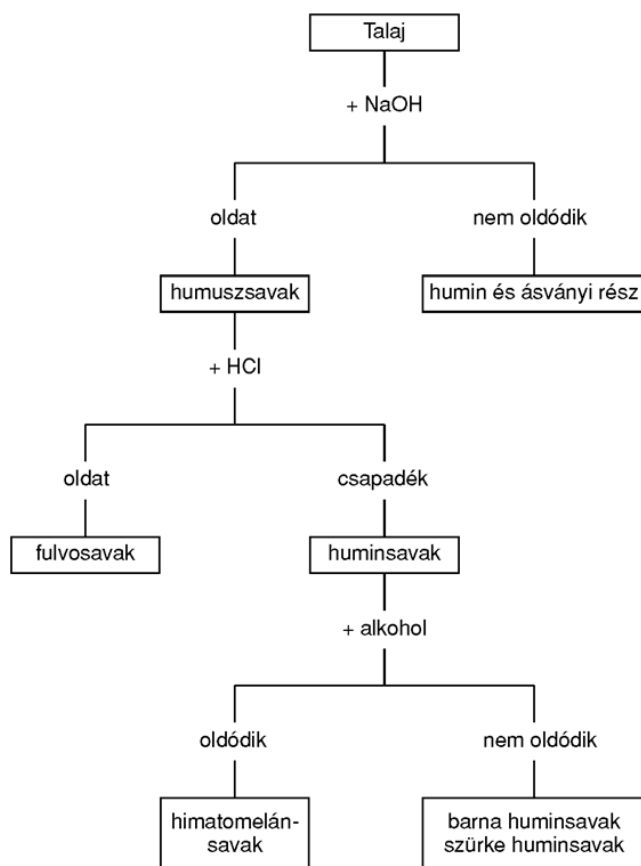 Talaj
+ NaOH
oldat
nem oldódik
humuszsavak
humin és ásványi rész
+ HCl
oldat
csapadék
fulvosavak
huminsavak
+ alkohol
oldódik
nem oldódik
himatomelán-
savak
barna huminsavak
szürke huminsavak